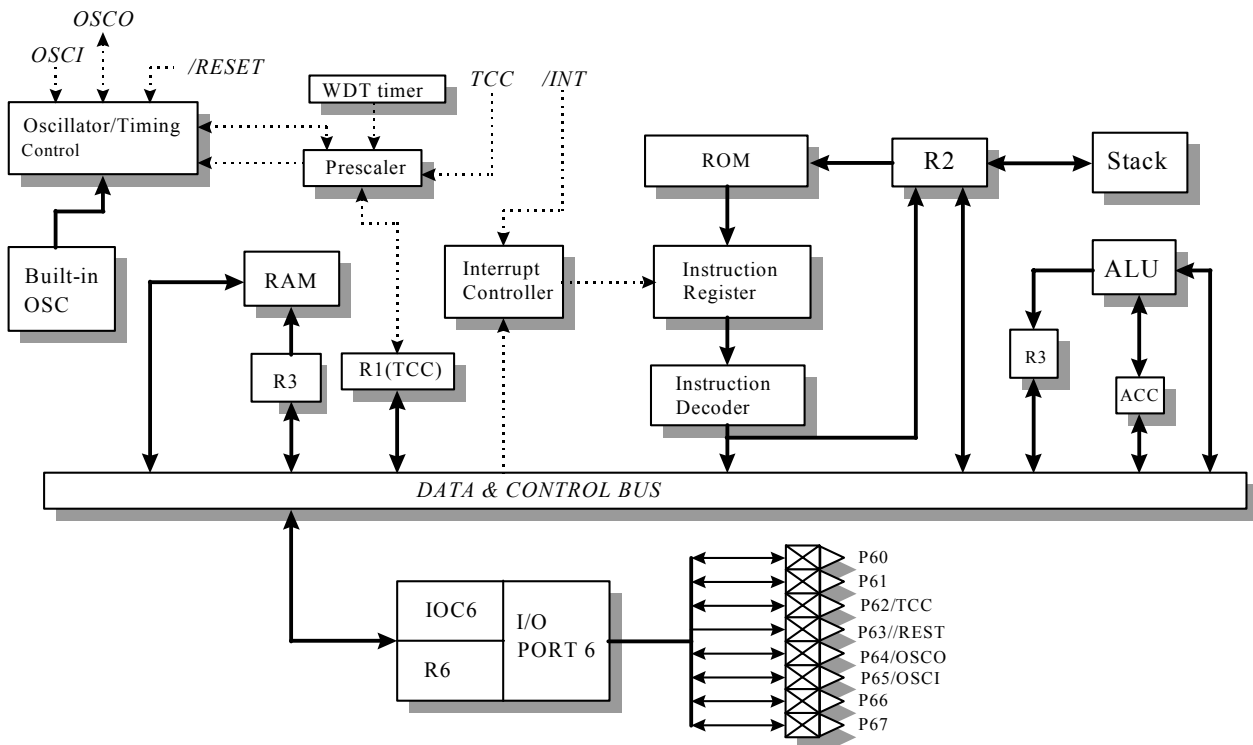 OSCO
OSCI
/RESET
WDT timer
TCC
/INT
Oscillator/Timing
Control
Prescaler
ROM
R2
Stack
Built-in
OSC
RAM
Interrupt
Controller
Instruction
Register
ALU
R3
R1(TCC)
Instruction
Decoder
R3
ACC
DATA & CONTROL BUS
IOC6
R6
I/O
PORT 6
P60
P61
P62/TCC
P63//REST
P64/OSCO
P65/OSCI
P66
P67